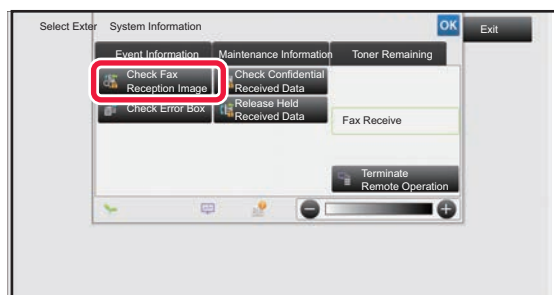 Select Exter
System Information
OK
Exit
Event Information
Maintenance Information
Toner Remaining
Check Fax
Reception Image
Check Confidential
Received Data
Check Error Box
Release Held
Received Data
Fax Receive
Terminate
Remote Operation